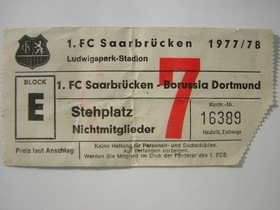 1. FC Saarbrücken 1977/78
Ludwigspark-Stadion
BLOCK
E
1. FC Saarbrücken - Borussia Dortmund
7
Stehplatz
Nichtmitglieder
Kontr.-Nr.
16389
Preis laut Anschlag
Keine Haftung für Personen- und Sachschäden.
Auf Verlangen vorzeigen.
Werden Sie Mitglied im Club der Förderer des 1. FCS.